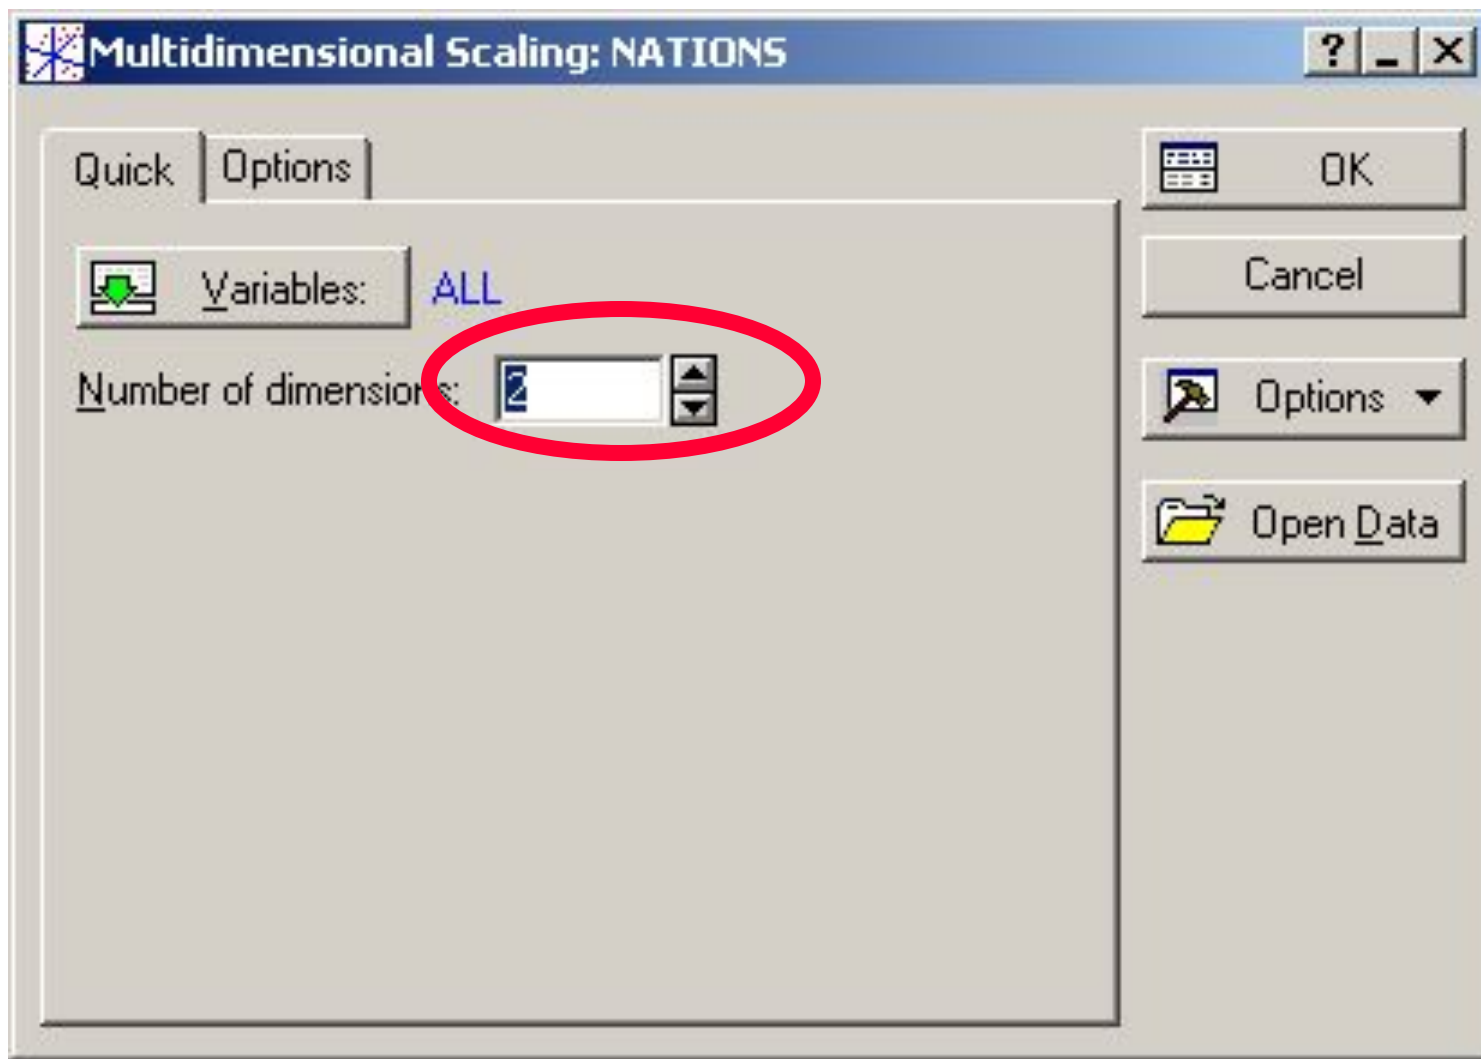 Multidimensional Scaling: NATIONS
Quick
Options
Variables: ALL
Number of dimensions: 2
OK
Cancel
Options
Open Data